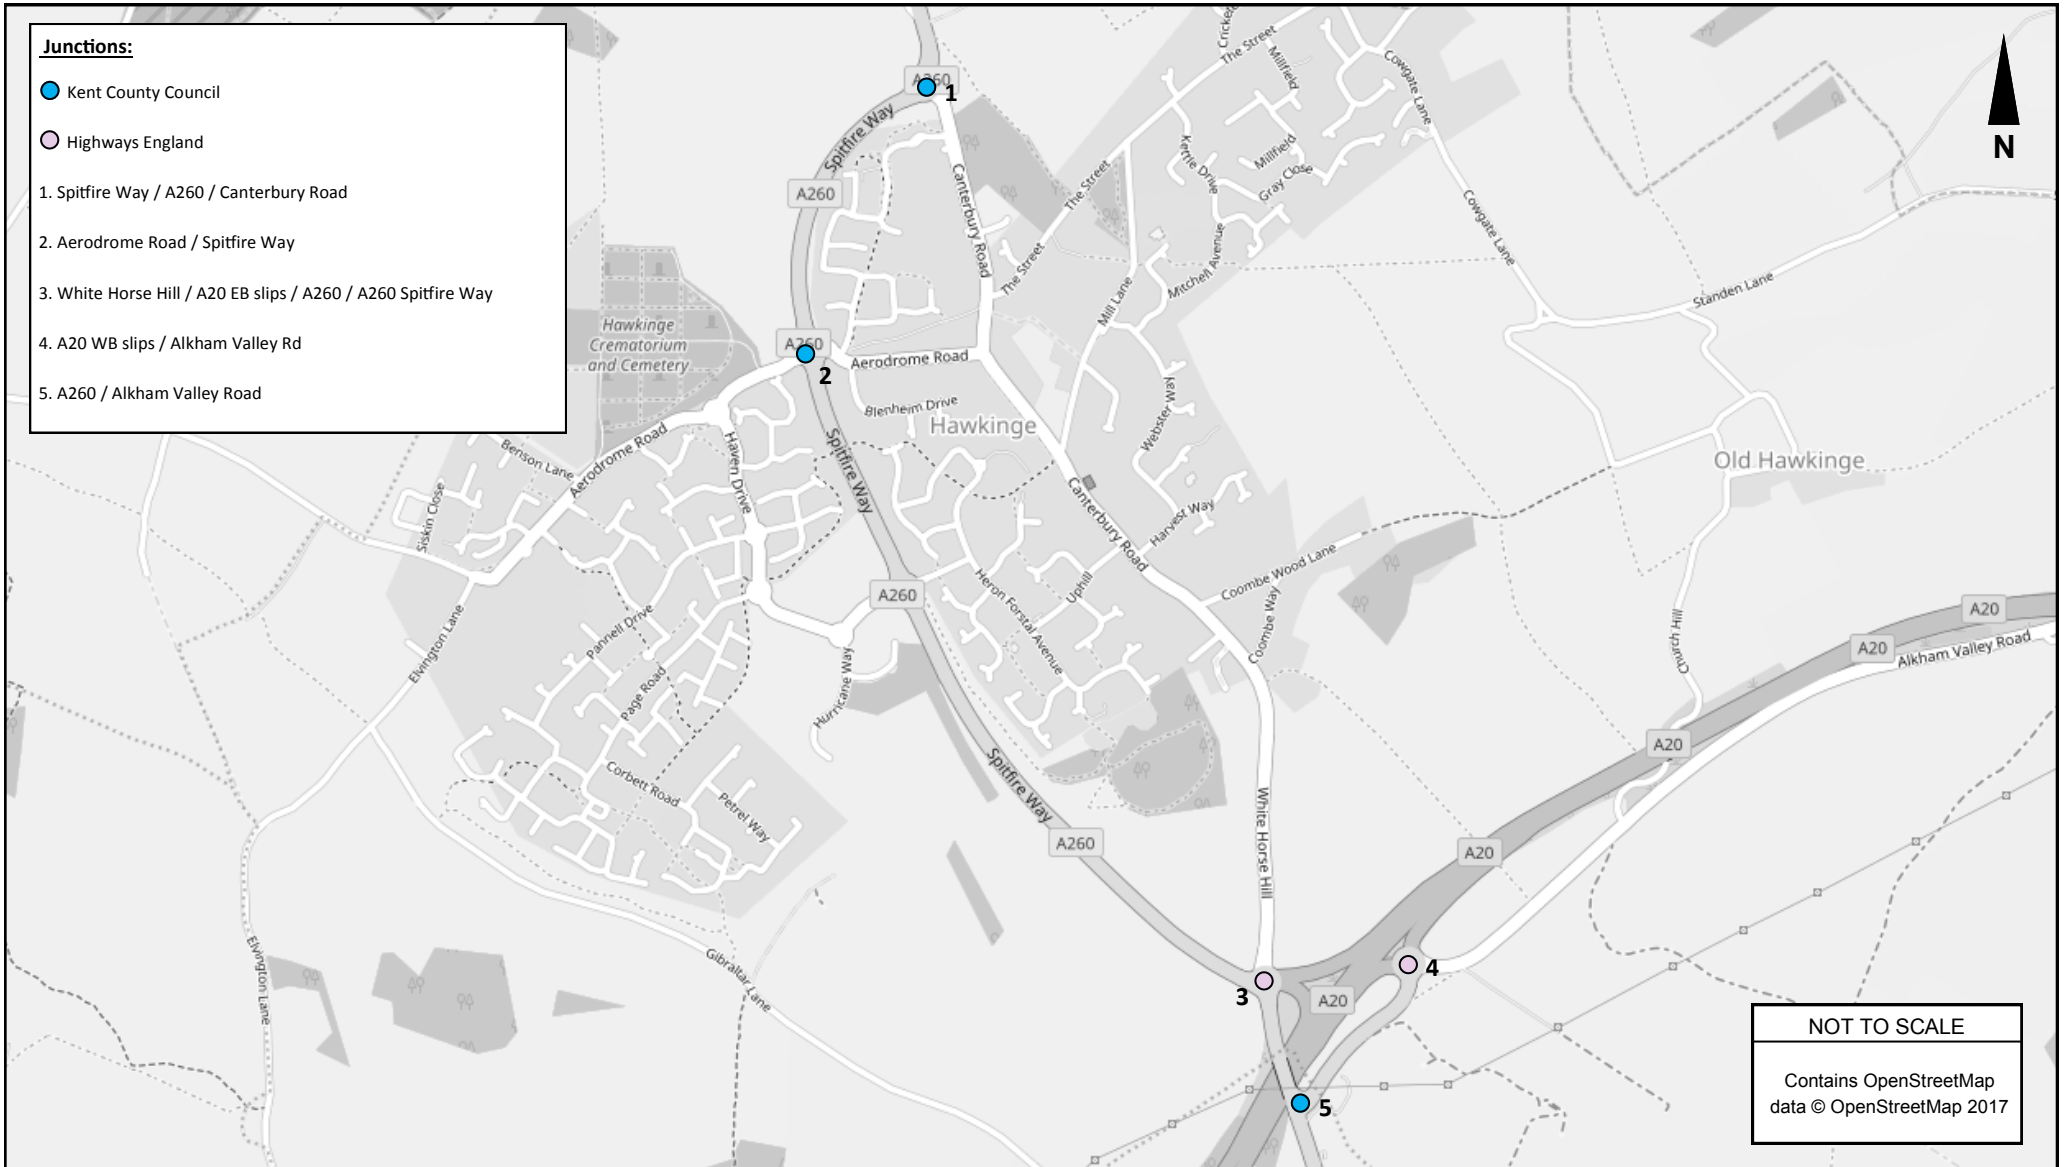 Junctions:
Kent County Council
Highways England
1. Spitfire Way / A260 / Canterbury Road
2. Aerodrome Road / Spitfire Way
3. White Horse Hill / A20 EB slips / A260 / A260 Spitfire Way
4. A20 WB slips / Alkham Valley Rd
5. A260 / Alkham Valley Road
N
A260
1
Spitfire Way
A260
Canterbury Road
The Street
The Street
The Street
Millfield
Millfield
Kettle Drive
Gray Close
Cowgate Lane
Cowgate Lane
Standen Lane
Mitchell Avenue
Mill Lane
Hawkinge
Crematorium
and Cemetery
A260
2
Aerodrome Road
Blenheim Drive
Hawkinge
Webster Way
Old Hawkinge
Benson Lane
Aerodrome Road
Haven Drive
Spitfire Way
Siskin Close
Canterbury Road
Harvest Way
Coombe Wood Lane
Coombe Way
Uphill
Heron Forstal Avenue
A260
Elvington Lane
Pannell Drive
Page Road
Hurricane Way
Church Hill
A20
A20
Alkham Valley Road
A20
Corbett Road
Petrel Way
Spitfire Way
A260
White Horse Hill
A20
Elvington Lane
Gibraltar Lane
3
4
A20
5
NOT TO SCALE
Contains OpenStreetMap
data © OpenStreetMap 2017